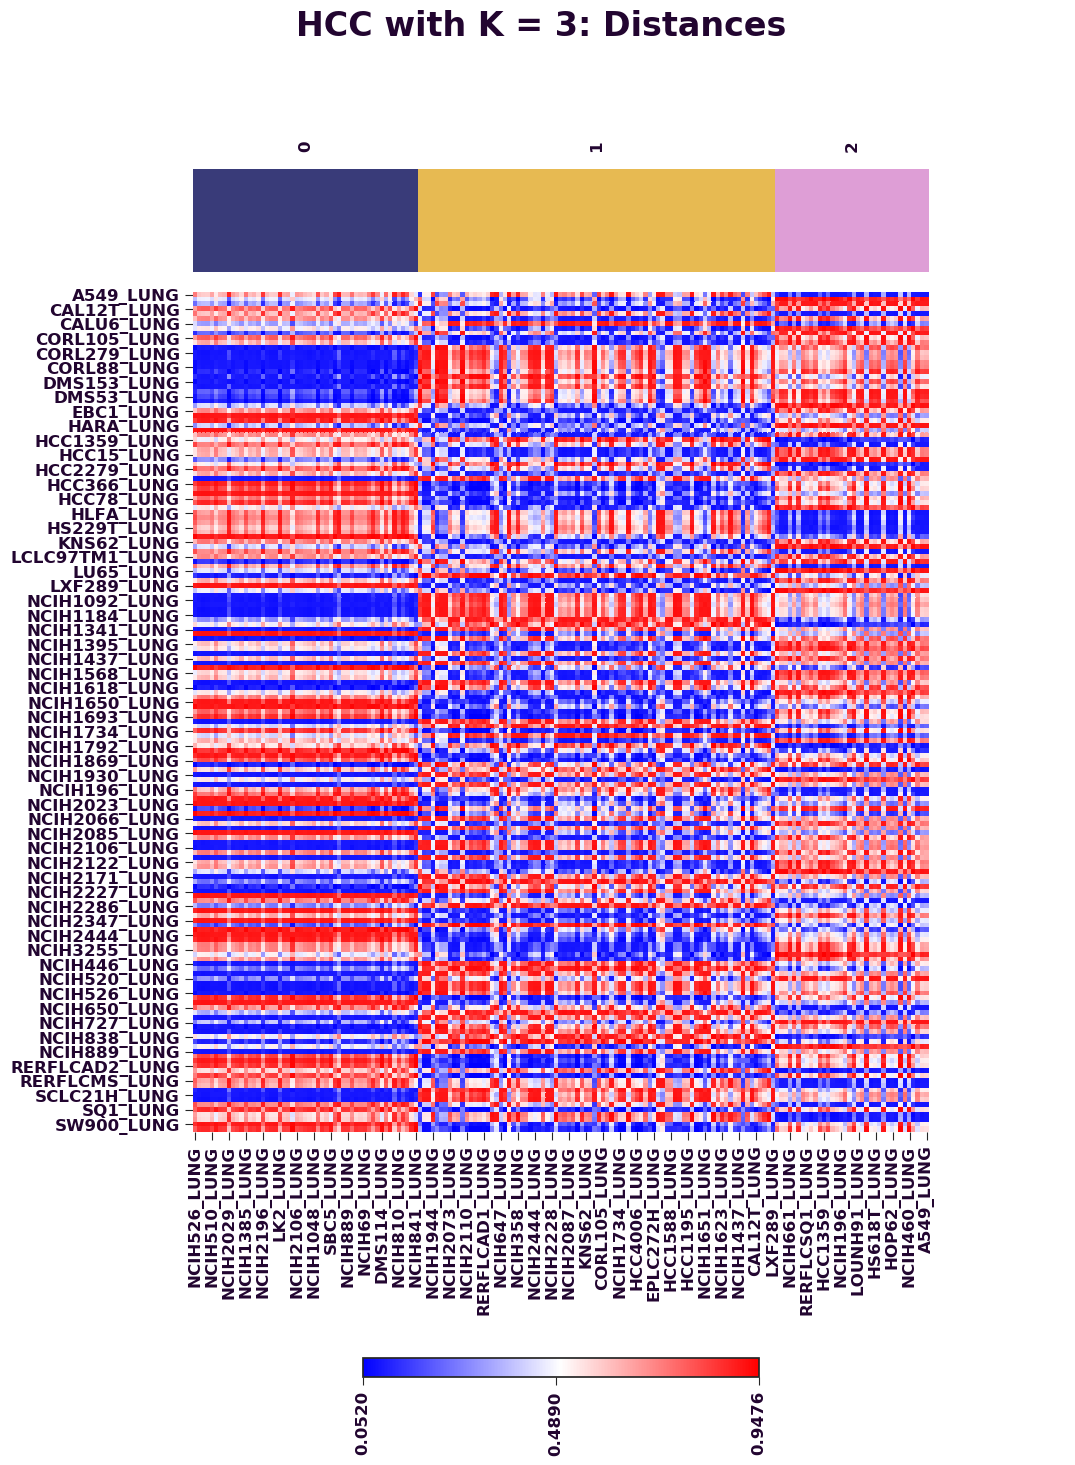 HCC with K = 3: Distances
0
1
2
A549_LUNG
CAL12T_LUNG
CALU6_LUNG
CORL105_LUNG
CORL279_LUNG
CORL88_LUNG
DMS153_LUNG
DMS53_LUNG
EBC1_LUNG
HARA_LUNG
HCC1359_LUNG
HCC15_LUNG
HCC2279_LUNG
HCC366_LUNG
HCC78_LUNG
HLFA_LUNG
HS229T_LUNG
KNS62_LUNG
LCLC97TM1_LUNG
LU65_LUNG
LXF289_LUNG
NCIH1092_LUNG
NCIH1184_LUNG
NCIH1341_LUNG
NCIH1395_LUNG
NCIH1437_LUNG
NCIH1568_LUNG
NCIH1618_LUNG
NCIH1650_LUNG
NCIH1693_LUNG
NCIH1734_LUNG
NCIH1792_LUNG
NCIH1869_LUNG
NCIH1930_LUNG
NCIH196_LUNG
NCIH2023_LUNG
NCIH2066_LUNG
NCIH2085_LUNG
NCIH2106_LUNG
NCIH2122_LUNG
NCIH2171_LUNG
NCIH2227_LUNG
NCIH2286_LUNG
NCIH2347_LUNG
NCIH2444_LUNG
NCIH3255_LUNG
NCIH446_LUNG
NCIH520_LUNG
NCIH526_LUNG
NCIH650_LUNG
NCIH727_LUNG
NCIH838_LUNG
NCIH889_LUNG
RERFLCAD2_LUNG
RERFLCMS_LUNG
SCLC21H_LUNG
SQ1_LUNG
SW900_LUNG
NCIH526_LUNG
NCIH510_LUNG
NCIH2029_LUNG
NCIH1385_LUNG
NCIH2196_LUNG
LK2_LUNG
NCIH2106_LUNG
NCIH1048_LUNG
SBC5_LUNG
NCIH889_LUNG
NCIH69_LUNG
DMS114_LUNG
NCIH810_LUNG
NCIH841_LUNG
NCIH1944_LUNG
NCIH2073_LUNG
NCIH2110_LUNG
RERFLCAD1_LUNG
NCIH647_LUNG
NCIH358_LUNG
NCIH2444_LUNG
NCIH2228_LUNG
NCIH2087_LUNG
KNS62_LUNG
CORL105_LUNG
NCIH1734_LUNG
HCC4006_LUNG
EPLC272H_LUNG
HCC1588_LUNG
HCC1195_LUNG
NCIH1651_LUNG
NCIH1623_LUNG
NCIH1437_LUNG
CAL12T_LUNG
LXF289_LUNG
NCIH661_LUNG
RERFLCSQ1_LUNG
HCC1359_LUNG
NCIH196_LUNG
LOUNH91_LUNG
HS618T_LUNG
HOP62_LUNG
NCIH460_LUNG
A549_LUNG
0.0520
0.4890
0.9476